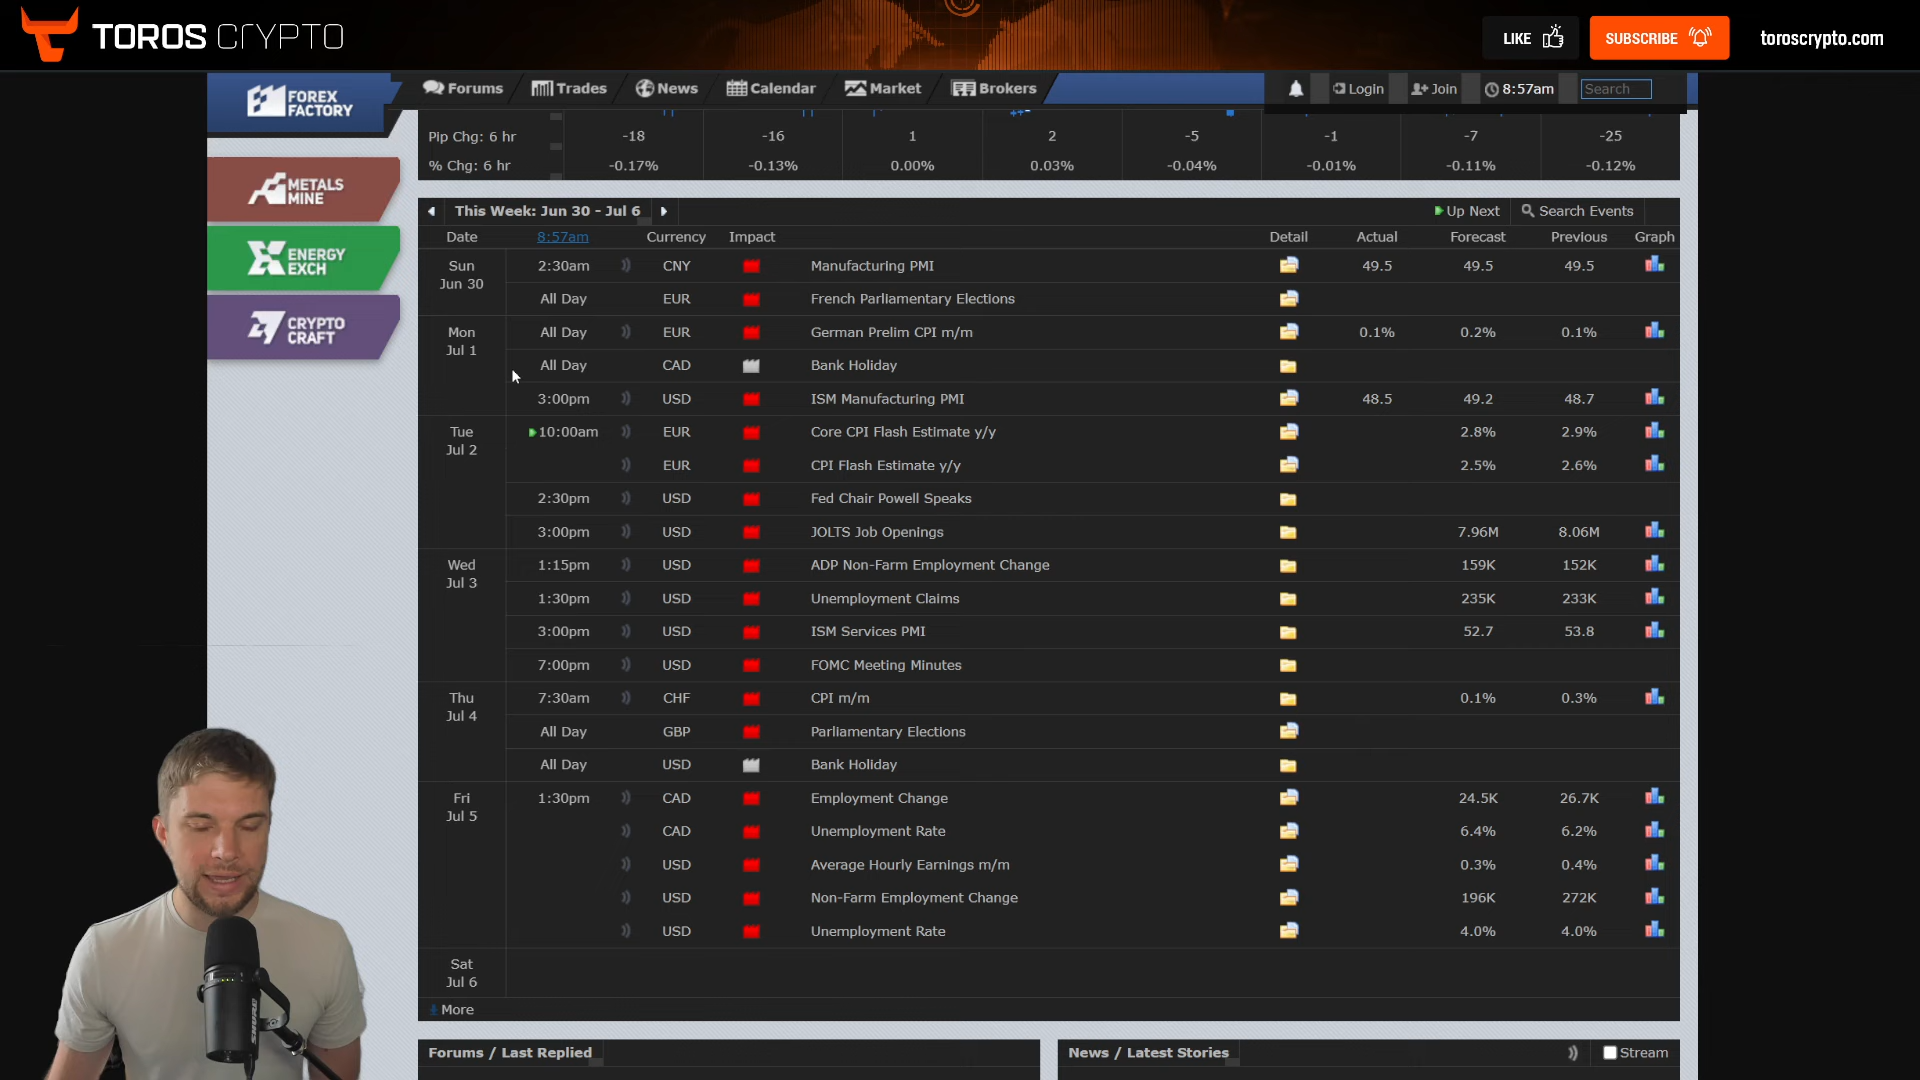 TOROS CRYPTO
LIKE
SUBSCRIBE
toroscrypto.com
FOREX FACTORY
Forums
Trades
News
Calendar
Market
Brokers
Login
Join
8:57am
Search
METALS MINE
ENERGY EXCH
CRYPTO CRAFT
Pip Chg: 6 hr -18 -16 1 2 -5 -1 -7 -25
% Chg: 6 hr -0.17% -0.13% 0.00% 0.03% -0.04% -0.01% -0.11% -0.12%
This Week: Jun 30 - Jul 6 Up Next Search Events
Date 8:57am Currency Impact Detail Actual Forecast Previous Graph
Sun Jun 30 2:30am CNY Manufacturing PMI 49.5 49.5 49.5
All Day EUR French Parliamentary Elections
Mon Jul 1 All Day EUR German Prelim CPI m/m 0.1% 0.2% 0.1%
All Day CAD Bank Holiday
3:00pm USD ISM Manufacturing PMI 48.5 49.2 48.7
Tue Jul 2 10:00am EUR Core CPI Flash Estimate y/y 2.8% 2.9%
EUR CPI Flash Estimate y/y 2.5% 2.6%
2:30pm USD Fed Chair Powell Speaks
3:00pm USD JOLTS Job Openings 7.96M 8.06M
Wed Jul 3 1:15pm USD ADP Non-Farm Employment Change 159K 152K
1:30pm USD Unemployment Claims 235K 233K
3:00pm USD ISM Services PMI 52.7 53.8
7:00pm USD FOMC Meeting Minutes
Thu Jul 4 7:30am CHF CPI m/m 0.1% 0.3%
All Day GBP Parliamentary Elections
All Day USD Bank Holiday
Fri Jul 5 1:30pm CAD Employment Change 24.5K 26.7K
CAD Unemployment Rate 6.4% 6.2%
USD Average Hourly Earnings m/m 0.3% 0.4%
USD Non-Farm Employment Change 196K 272K
USD Unemployment Rate 4.0% 4.0%
Sat Jul 6
More
Forums / Last Replied
News / Latest Stories
Stream